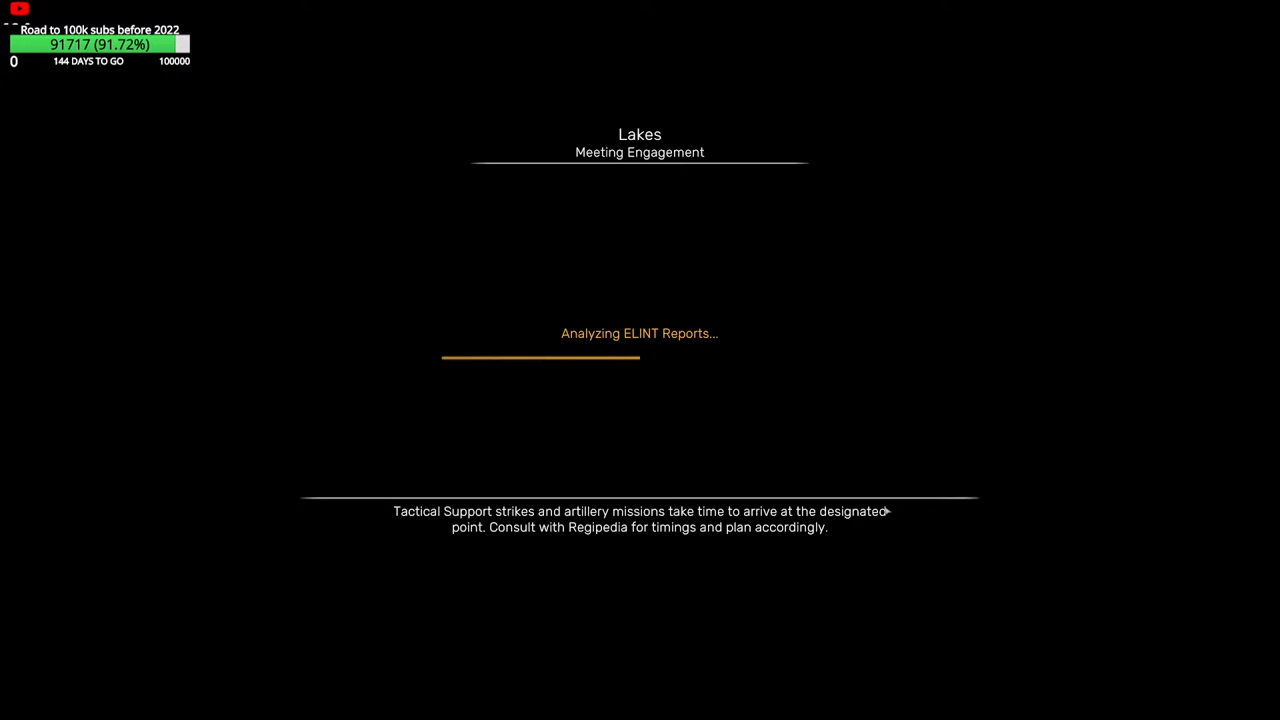 Road to 100k subs before 2022
91717 (91.72%)
0 144 DAYS TO GO 100000
Lakes
Meeting Engagement
Analyzing ELINT Reports...
Tactical Support strikes and artillery missions take time to arrive at the designated
point. Consult with Regipedia for timings and plan accordingly.